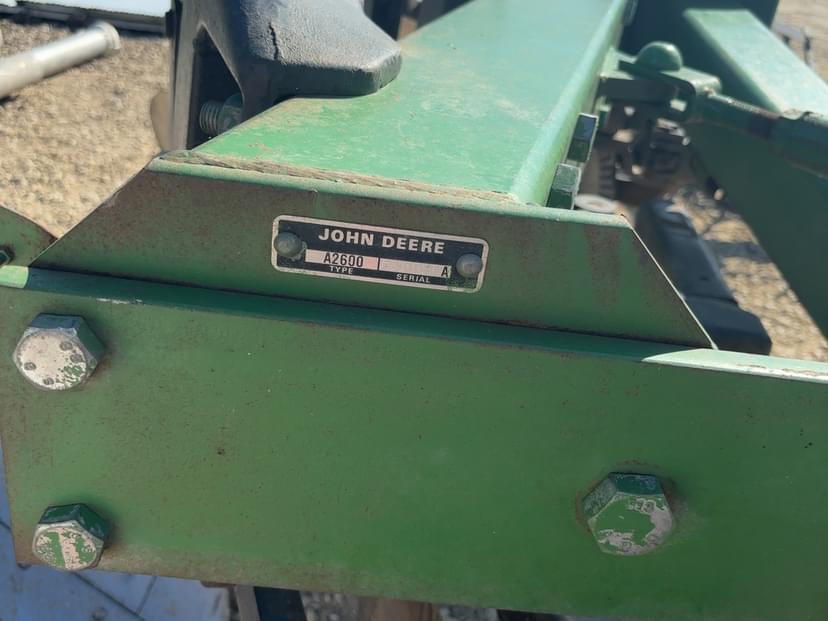 JOHN DEERE
A2600 A
TYPE SERIAL